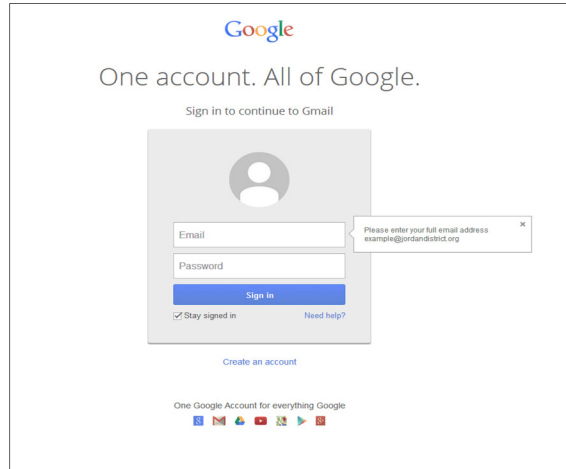 Google
One account. All of Google.
Sign in to continue to Gmail
Email
Please enter your full email address
example@jordandistrict.org
Password
Sign in
Stay signed in
Need help?
Create an account
One Google Account for everything Google